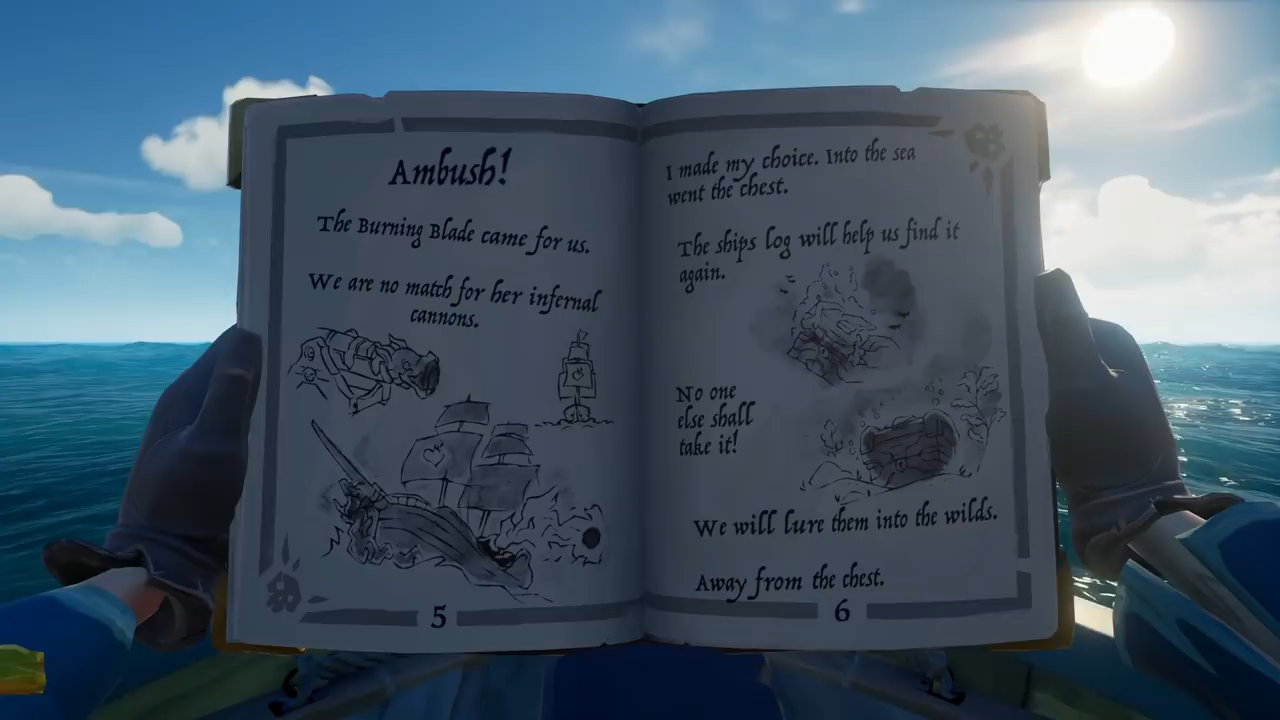 Ambush!
The Burning Blade came for us.
We are no match for her infernal
cannons.
5
I made my choice. Into the sea
went the chest.
The ships log will help us find it
again.
No one
else shall
take it!
We will lure them into the wilds.
Away from the chest.
6